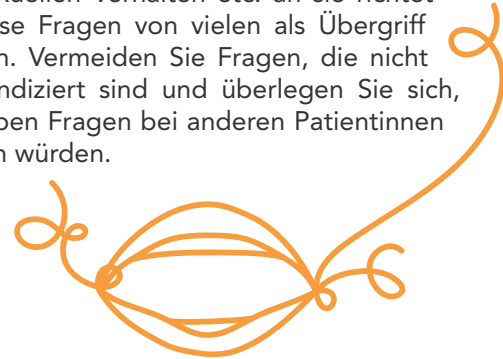 xuellen Verhalten etc. an sie richtet
se Fragen von vielen als Übergriff
n. Vermeiden Sie Fragen, die nicht
ndiziert sind und überlegen Sie sich,
ben Fragen bei anderen Patientinnen
n würden.